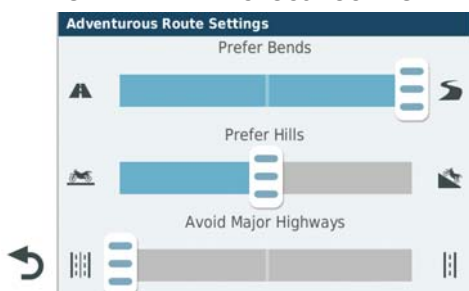 Adventurous Route Settings
Prefer Bends
Prefer Hills
Avoid Major Highways